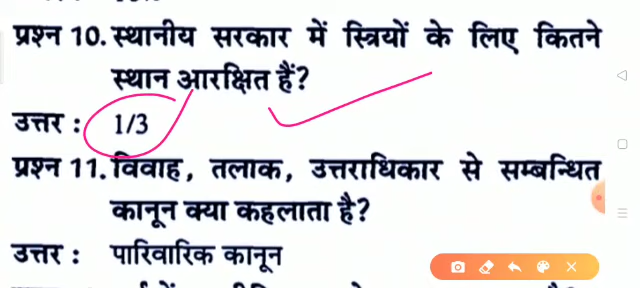 प्रश्न 10. स्थानीय सरकार में स्त्रियों के लिए कितने
स्थान आरक्षित हैं?
उत्तर : 1/3
प्रश्न 11. विवाह, तलाक, उत्तराधिकार से सम्बन्धित
कानून क्या कहलाता है?
उत्तर : पारिवारिक कानून